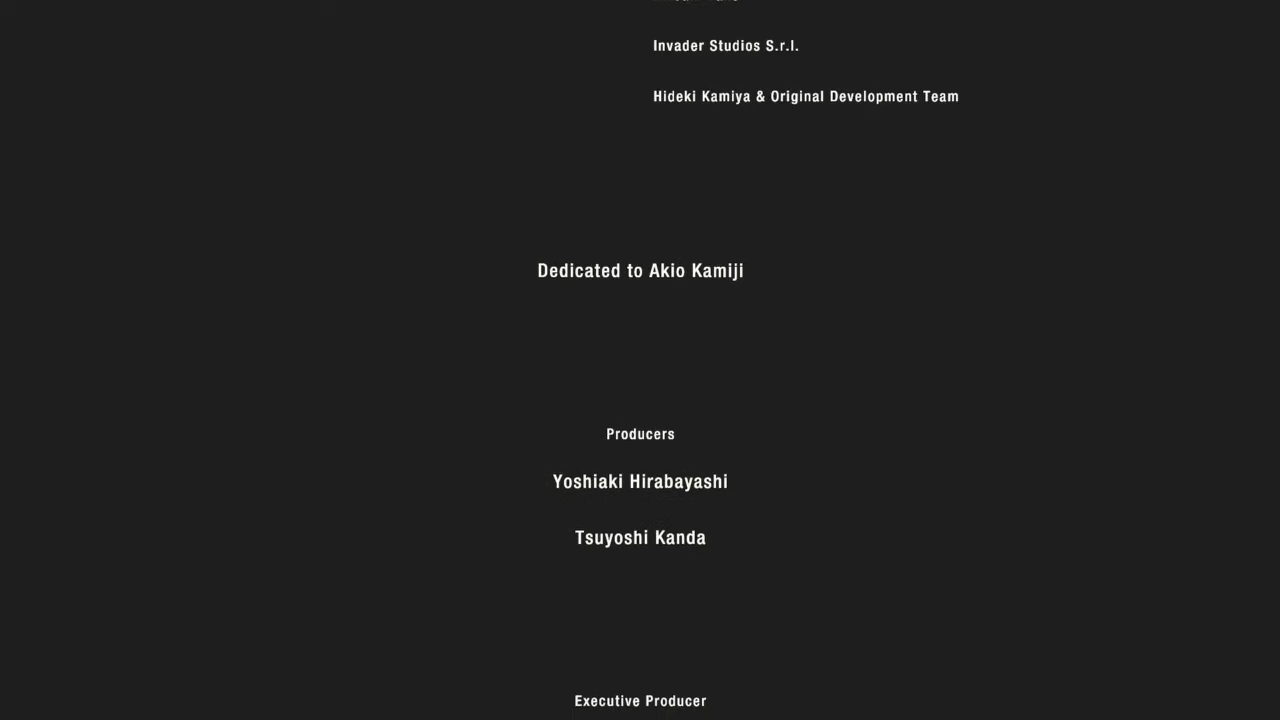 Invader Studios S.r.l.
Hideki Kamiya & Original Development Team
Dedicated to Akio Kamiji
Producers
Yoshiaki Hirabayashi
Tsuyoshi Kanda
Executive Producer